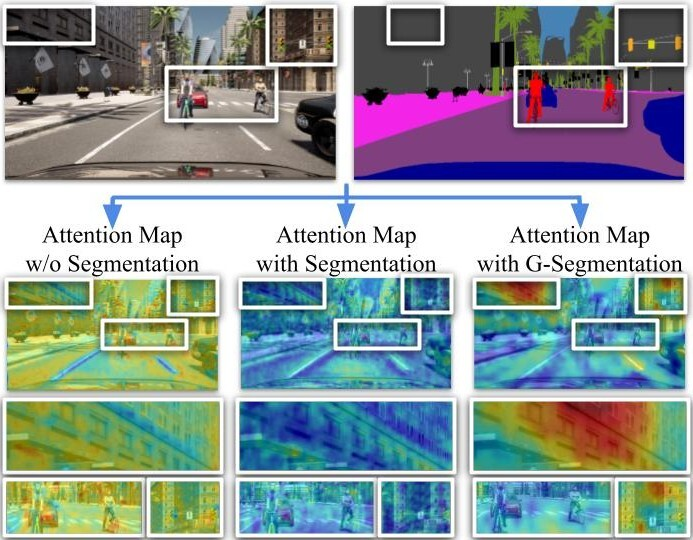 Attention Map
w/o Segmentation
Attention Map
with Segmentation
Attention Map
with G-Segmentation